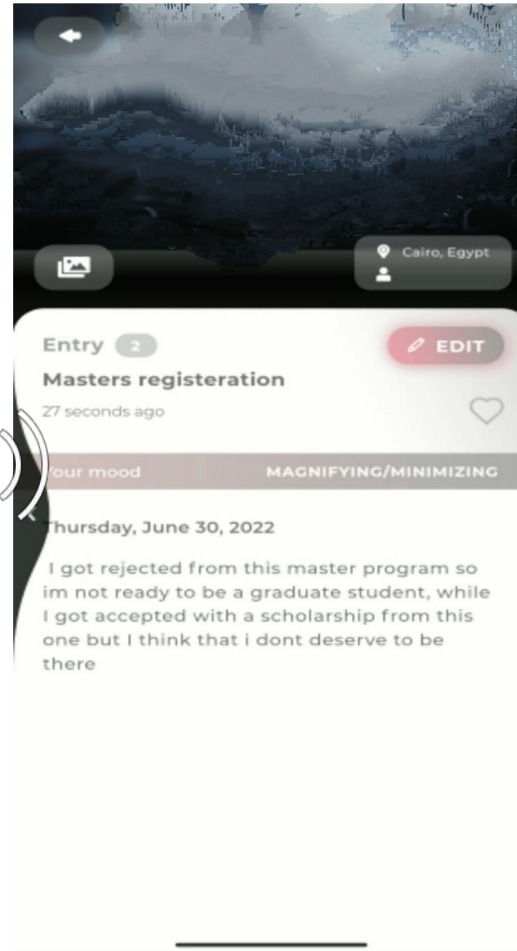 Cairo, Egypt
Entry 2
EDIT
Masters registeration
27 seconds ago
Your mood MAGNIFYING/MINIMIZING
Thursday, June 30, 2022
I got rejected from this master program so
im not ready to be a graduate student, while
I got accepted with a scholarship from this
one but I think that i dont deserve to be
there